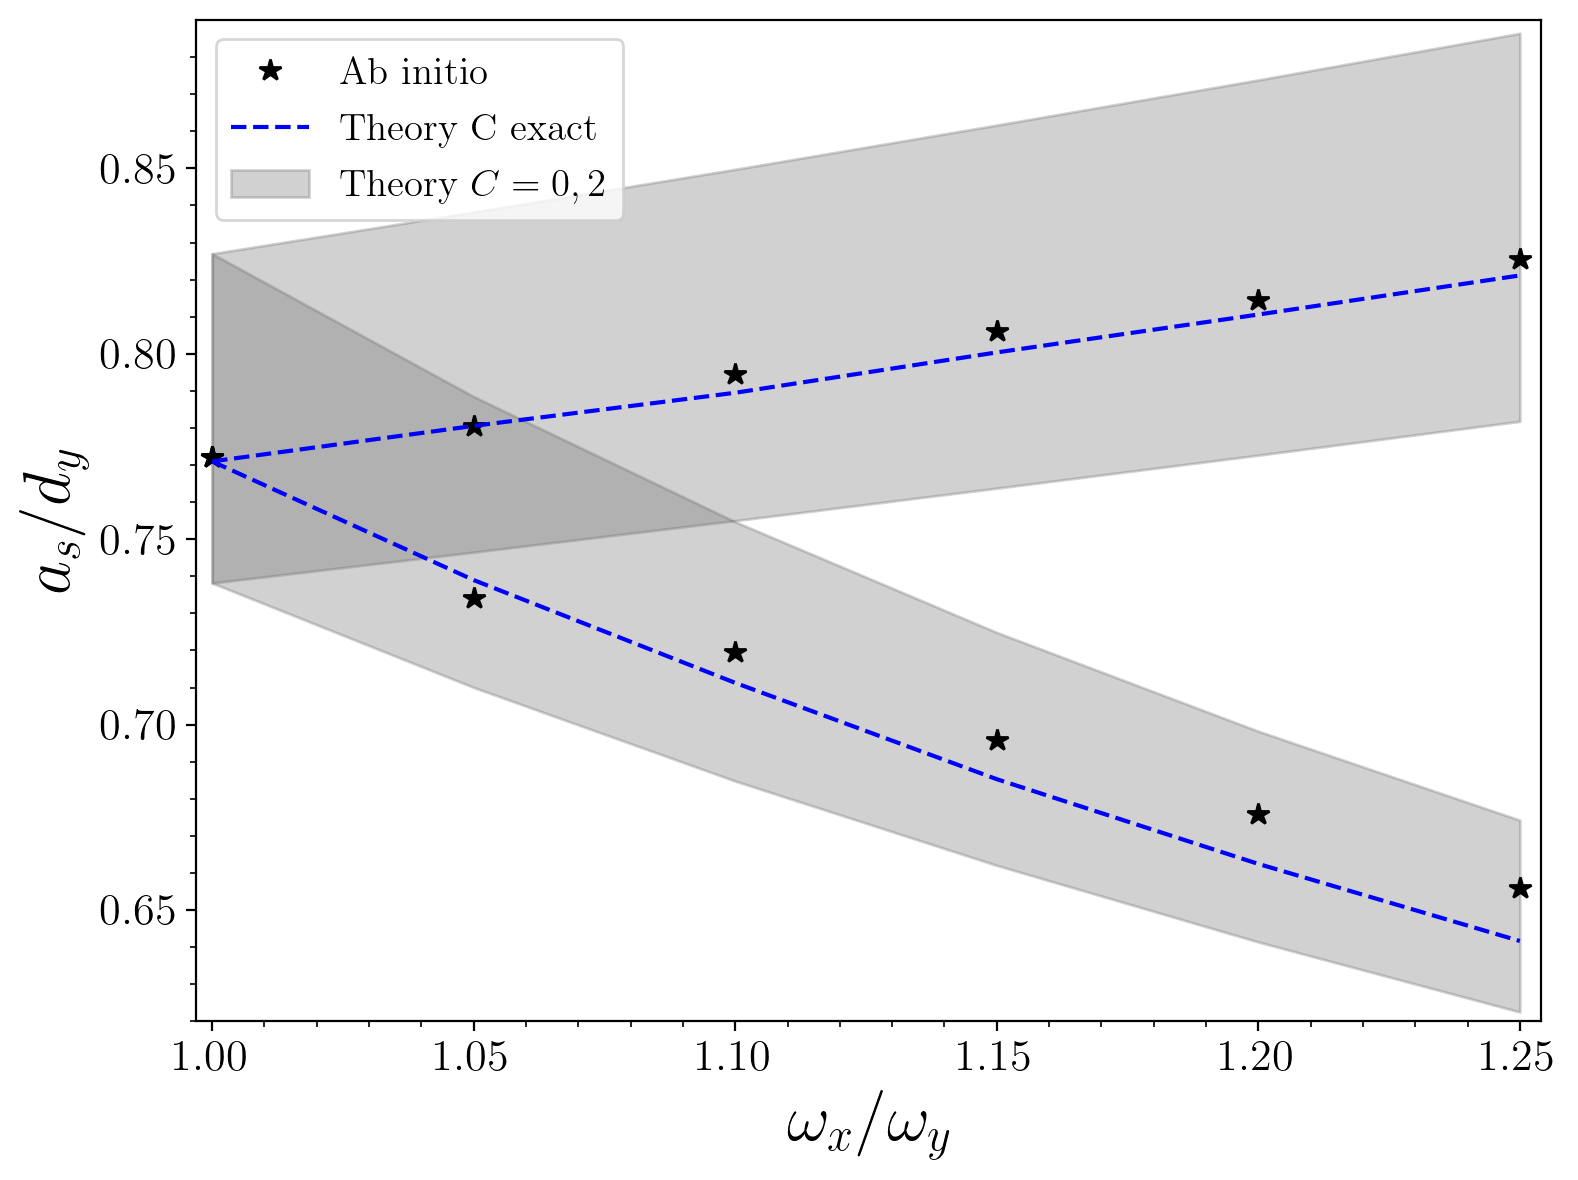 Ab initio
Theory C exact
Theory C = 0, 2
0.85
0.80
0.75
0.70
0.65
a_s/d_y
1.00 1.05 1.10 1.15 1.20 1.25
ω_x/ω_y